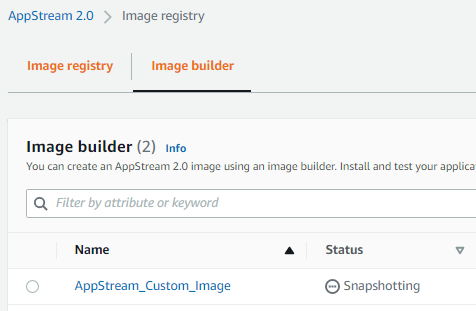 AppStream 2.0 > Image registry
Image registry Image builder
Image builder (2) Info
You can create an AppStream 2.0 image using an image builder. Install and test your
Filter by attribute or keyword
Name Status
AppStream_Custom_Image Snapshotting